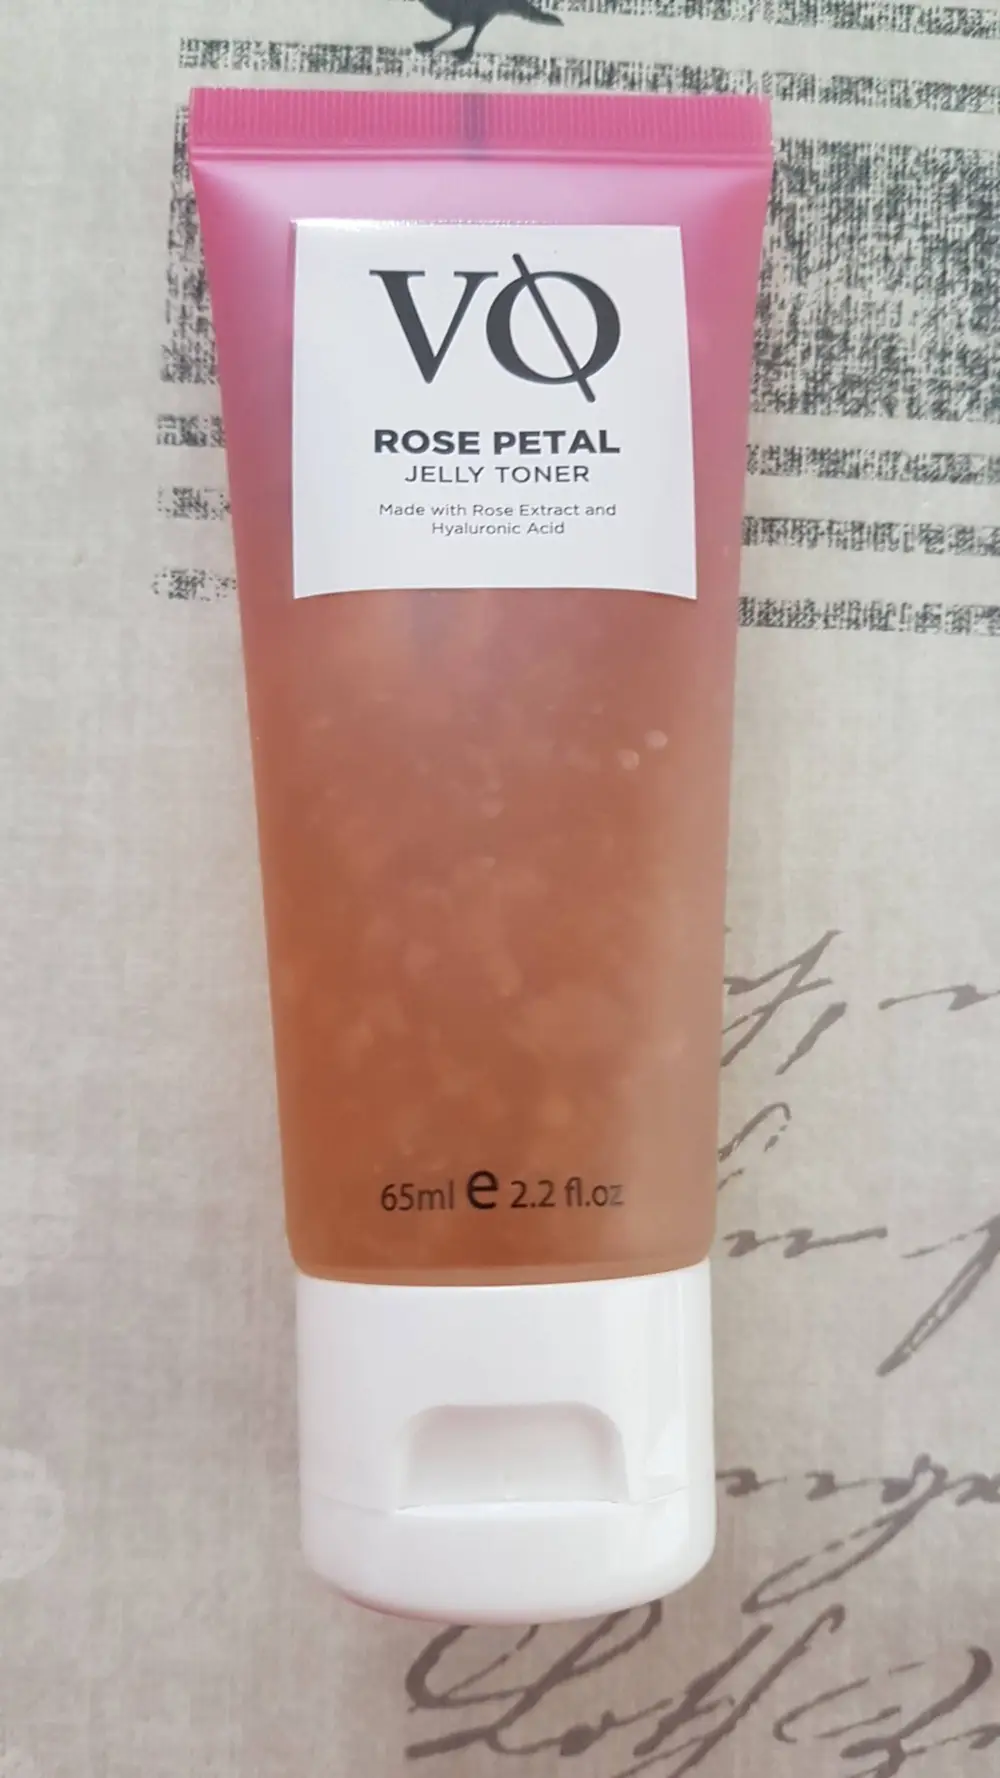 VQ
ROSE PETAL
JELLY TONER
Made with Rose Extract and
Hyaluronic Acid
65ml e 2.2 fl.oz